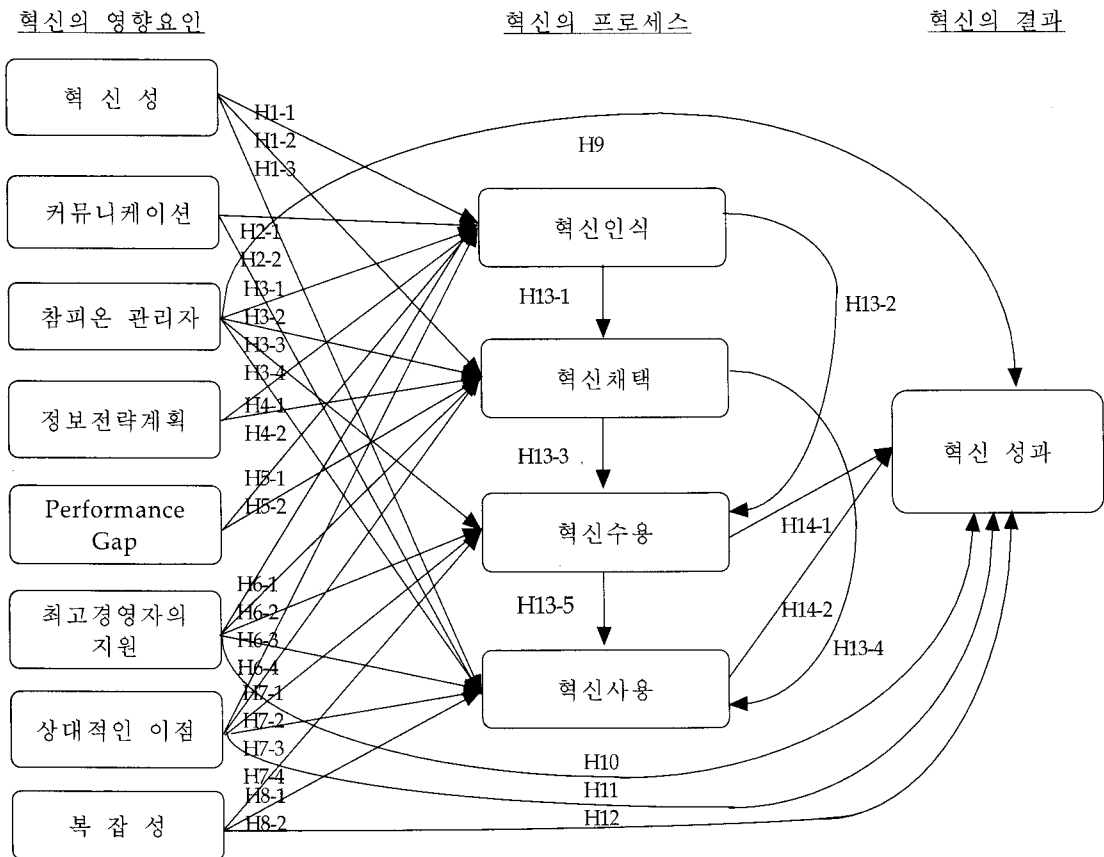 혁신의 영향요인
혁신의 프로세스
혁신의 결과
혁 신 성
커뮤니케이션
참피온 관리자
정보전략계획
Performance
Gap
최고경영자의
지원
상대적인 이점
복 잡 성
H1-1
H1-2
H1-3
H2-1
H2-2
H3-1
H3-2
H3-3
H3-4
H4-1
H4-2
H5-1
H5-2
H6-1
H6-2
H6-3
H6-4
H7-1
H7-2
H7-3
H7-4
H8-1
H8-2
H9
혁신인식
H13-1
H13-2
혁신채택
H13-3
혁신수용
H13-5
혁신사용
H14-1
H14-2
H13-4
H10
H11
H12
혁신 성과